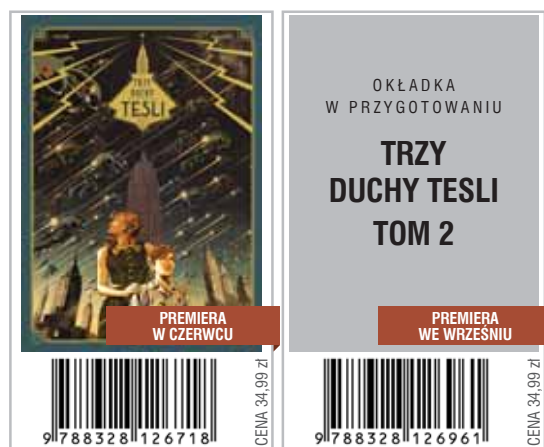 TRZY
DUCHY
TESLI
PREMIERA
W CZERWCU
9 788328 126718
CENA 34,99 zł
OKŁADKA
W PRZYGOTOWANIU
TRZY
DUCHY TESLI
TOM 2
PREMIERA
WE WRZEŚNIU
9 788328 126961
CENA 34,99 zł